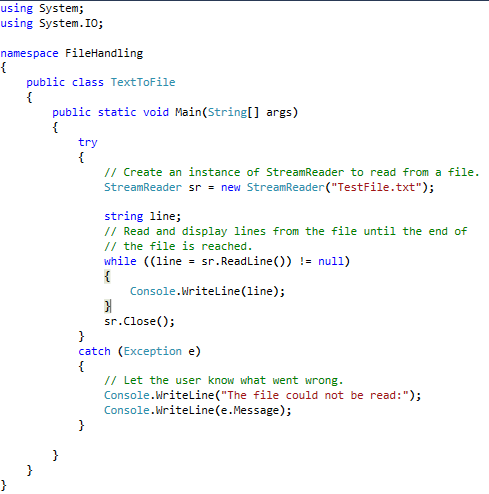 using System;
using System.IO;

namespace FileHandling
{
    public class TextToFile
    {
        public static void Main(String[] args)
        {
            try
            {
                // Create an instance of StreamReader to read from a file.
                StreamReader sr = new StreamReader("TestFile.txt");

                string line;
                // Read and display lines from the file until the end of
                // the file is reached.
                while ((line = sr.ReadLine()) != null)
                {
                    Console.WriteLine(line);
                }
                sr.Close();
            }
            catch (Exception e)
            {
                // Let the user know what went wrong.
                Console.WriteLine("The file could not be read:");
                Console.WriteLine(e.Message);
            }

        }
    }
}